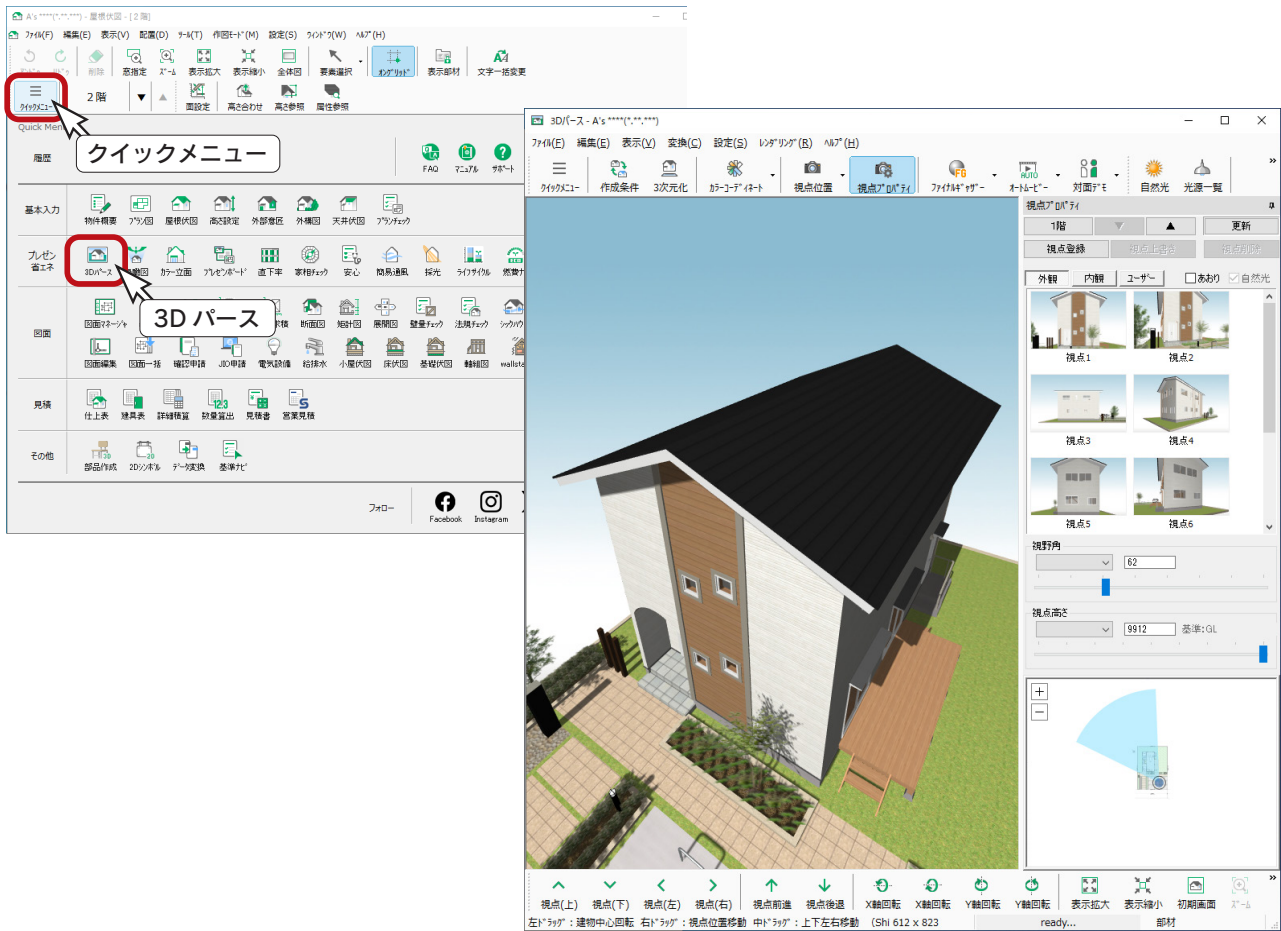 A's ****(*.**.***) - 屋根伏図 - [２階]
ﾌｧｲﾙ(F) 編集(E) 表示(V) 配置(D) ﾂｰﾙ(T) 作図ﾓｰﾄﾞ(M) 設定(S) ｳｨﾝﾄﾞｳ(W) ﾍﾙﾌﾟ(H)
削除 窓指定 ｽﾞｰﾑ 表示拡大 表示縮小 全体図 要素選択 ｵﾝｸﾞﾘｯﾄﾞ 表示部材 文字一括変更
ｸｲｯｸﾒﾆｭｰ 2 階 ▼ ▲ 面設定 高さ合わせ 高さ参照 属性参照
Quick Men
クイックメニュー
履歴
FAQ ﾏﾆｭｱﾙ ｻﾎﾟｰﾄ
基本入力
物件概要 ﾌﾟﾗﾝ図 屋根伏図 高さ設定 外部意匠 外構図 天井伏図 ﾌﾟﾗﾝﾁｪｯｸ
プレゼン
省エネ
3Dﾊﾟｰｽ ｶﾗｰ立面 ﾌﾟﾚｾﾞﾝﾎﾞｰﾄﾞ 直下率 家相ﾁｪｯｸ 安心 簡易通風 採光 ﾗｲﾌｻｲｸﾙ 燃費ﾅ
3D パース
図面
図面ﾏﾈｰｼﾞｬ 断面図 矩計図 展開図 壁量ﾁｪｯｸ 法規ﾁｪｯｸ ｼｯｸﾊｳ
図面編集 図面一括 確認申請 JIO申請 電気設備 給排水 小屋伏図 床伏図 基礎伏図 軸組図 wallsta
見積
仕上表 建具表 詳細積算 数量算出 見積書 営業見積
その他
部品作成 2Dｼﾝﾎﾞﾙ ﾃﾞｰﾀ変換 基準ﾅﾋﾞ
フォロー
Facebook Instagram
3Dパース - A's ****(*.**.***)
ﾌｧｲﾙ(F) 編集(E) 表示(V) 変換(C) 設定(S) ﾚﾝﾀﾞﾘﾝｸﾞ(R) ﾍﾙﾌﾟ(H)
ｸｲｯｸﾒﾆｭｰ 作成条件 3次元化 ｶﾗｰｺｰﾃﾞｨﾈｰﾄ 視点位置 視点ﾌﾟﾛﾊﾟﾃｨ ﾌｧｲﾅﾙｷﾞｬｻﾞｰ ｵｰﾄﾑｰﾋﾞｰ 対面ﾃﾞﾓ 自然光 光源一覧
視点ﾌﾟﾛﾊﾟﾃｨ
1階 ▼ ▲ 更新
視点登録 視点上書き 視点削除
外観 内観 ユーザー あおり 自然光
視点1 視点2
視点3 視点4
視点5 視点6
視野角
62
視点高さ
9912 基準:GL
+
−
視点(上) 視点(下) 視点(左) 視点(右) 視点前進 視点後退 X軸回転 X軸回転 Y軸回転 Y軸回転 表示拡大 表示縮小 初期画面 ｽﾞｰﾑ
左ﾄﾞﾗｯｸﾞ：建物中心回転 右ﾄﾞﾗｯｸﾞ：視点位置移動 中ﾄﾞﾗｯｸﾞ：上下左右移動 (Shi 612 x 823 ready... 部材